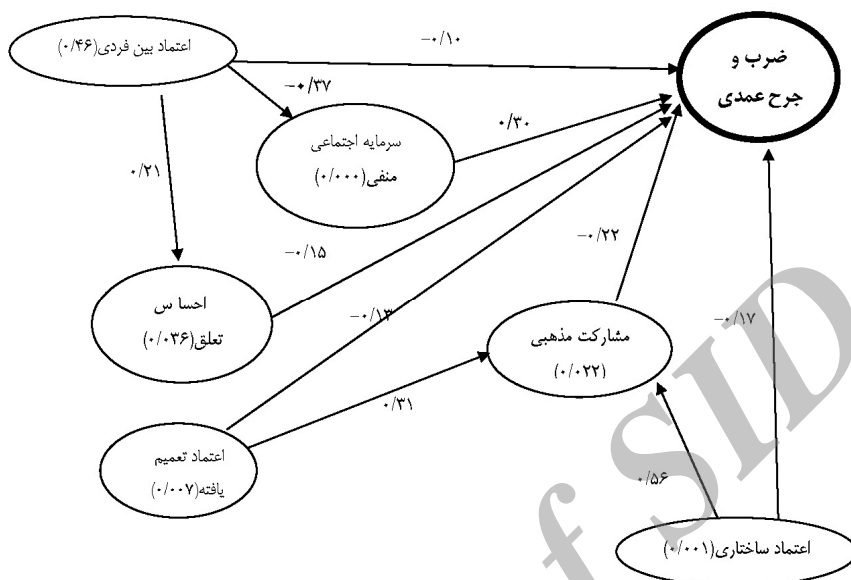 −۰/۱۰
ضرب و
جرح عمدی
اعتماد بین فردی(۰/۴۶)
−۰/۳۷
سرمایه اجتماعی
منفی(۰/۰۰۰)
۰/۳۰
۰/۲۱
−۰/۱۵
−۰/۲۲
احسا س
تعلق(۰/۰۳۶)
−۰/۱۳
مشارکت مذهبی
(۰/۰۲۲)
−۰/۱۷
۰/۳۱
اعتماد تعمیم
یافته(۰/۰۰۷)
۰/۵۶
اعتماد ساختاری(۰/۰۰۱)
f SID